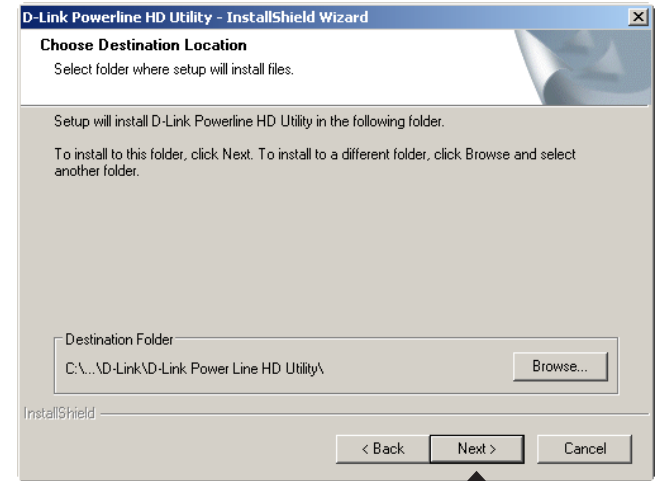 D-Link Powerline HD Utility - InstallShield Wizard
Choose Destination Location
Select folder where setup will install files.
Setup will install D-Link Powerline HD Utility in the following folder.
To install to this folder, click Next. To install to a different folder, click Browse and select
another folder.
Destination Folder
C:\...\D-Link\D-Link Power Line HD Utility\
Browse...
InstallShield
< Back
Next >
Cancel